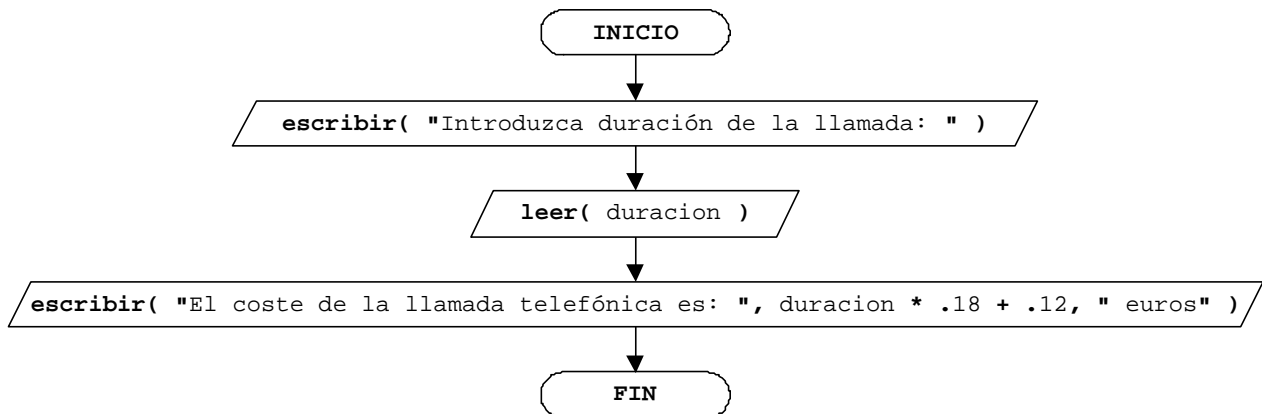 INICIO
escribir( "Introduzca duración de la llamada: " )
leer( duracion )
escribir( "El coste de la llamada telefónica es: ", duracion * .18 + .12, " euros" )
FIN